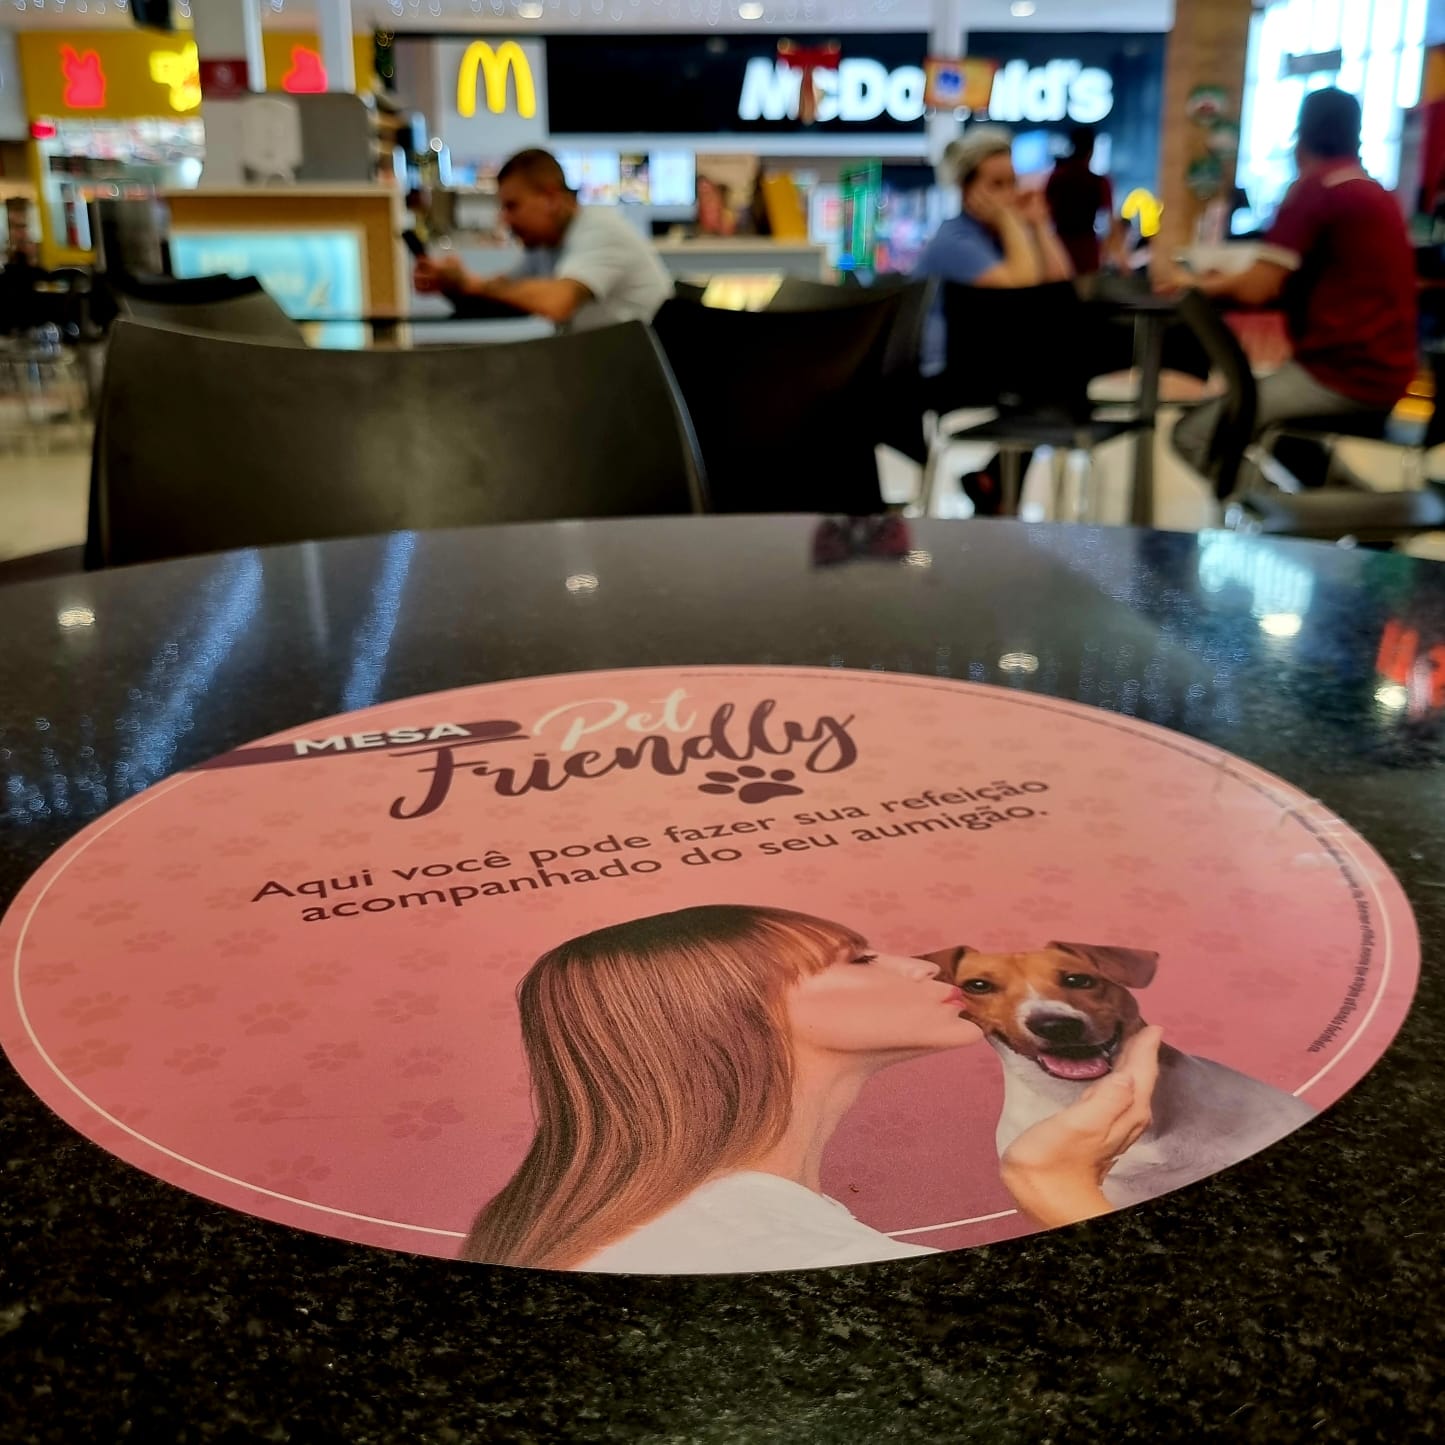 McDonald's
MESA Pet
Friendly
Aqui você pode fazer sua refeição
acompanhado do seu aumigão.